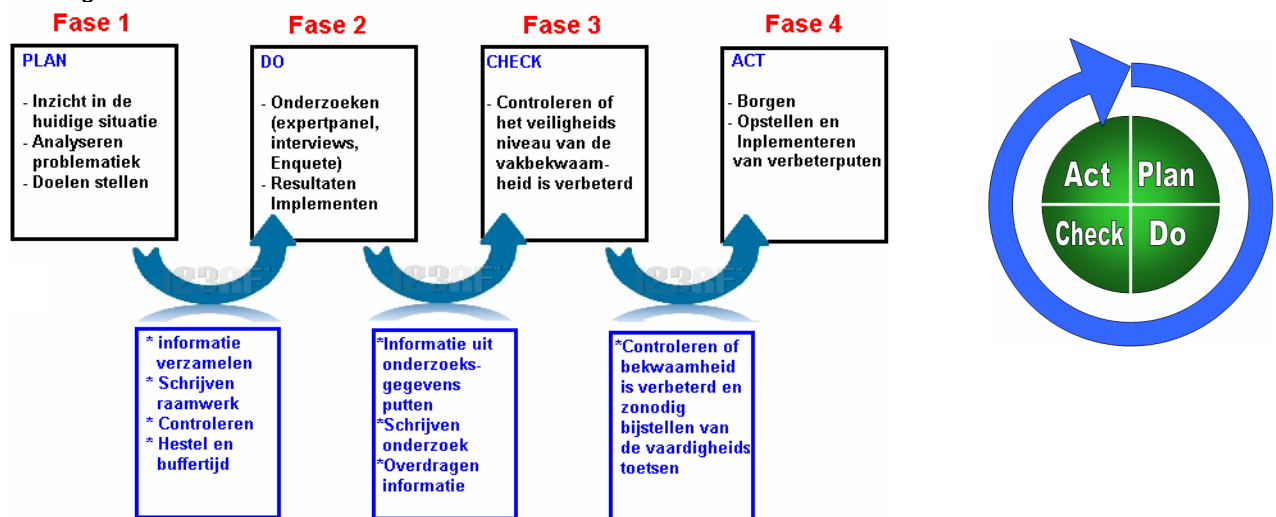 Fase 1
Fase 2
Fase 3
Fase 4
PLAN
- Inzicht in de
huidige situatie
- Analyseren
problematiek
- Doelen stellen
DO
- Onderzoeken
(expertpanel,
interviews,
Enquete)
- Resultaten
Implementen
CHECK
- Controleren of
het veiligheids
niveau van de
vakbekwaam-
heid is verbeterd
ACT
- Borgen
- Opstellen en
Inplementeren
van verbeterputen
* informatie
verzamelen
* Schrijven
raamwerk
* Controleren
* Hestel en
buffertijd
*Informatie uit
onderzoeks-
gegevens
putten
*Schrijven
onderzoek
*Overdragen
informatie
*Controleren of
bekwaamheid
is verbeterd en
zonodig
bijstellen van
de vaardigheids
toetsen
Act Plan
Check Do